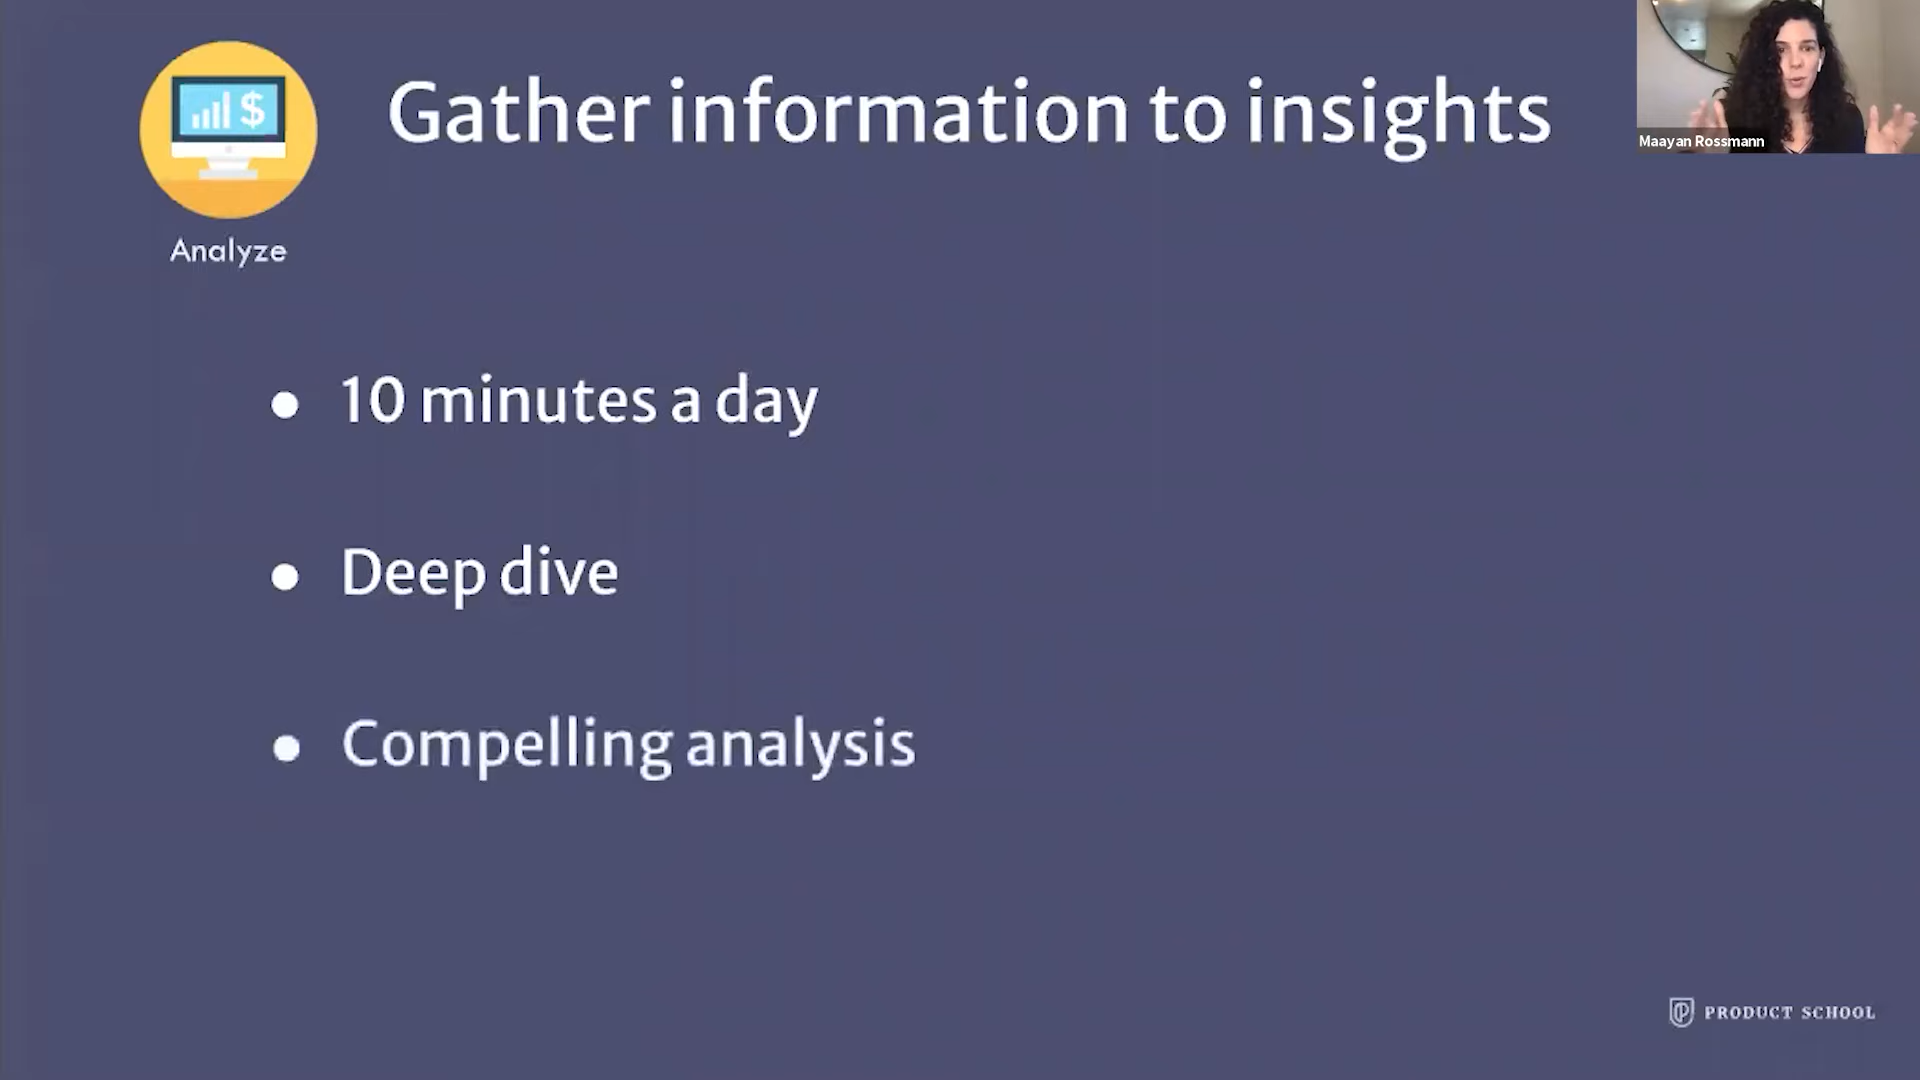 $
Gather information to insights
Maayan Rossmann
Analyze
10 minutes a day
Deep dive
Compelling analysis
PRODUCT SCHOOL